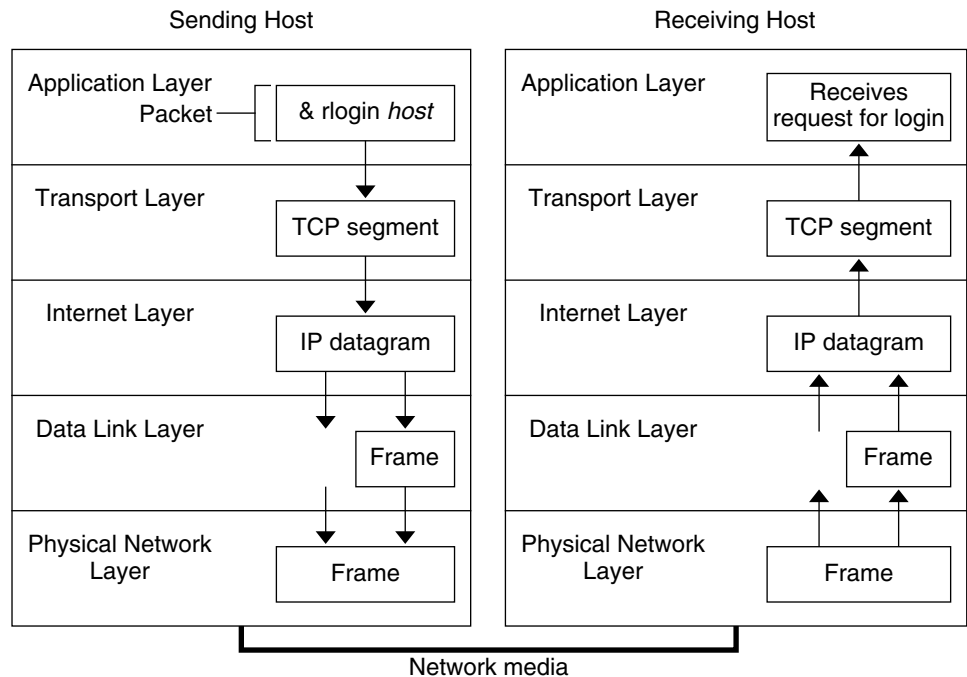 Sending Host
Application Layer
Packet
& rlogin host
Transport Layer
TCP segment
Internet Layer
IP datagram
Data Link Layer
Frame
Physical Network
Layer
Frame
Receiving Host
Application Layer
Receives
request for login
Transport Layer
TCP segment
Internet Layer
IP datagram
Data Link Layer
Frame
Physical Network
Layer
Frame
Network media